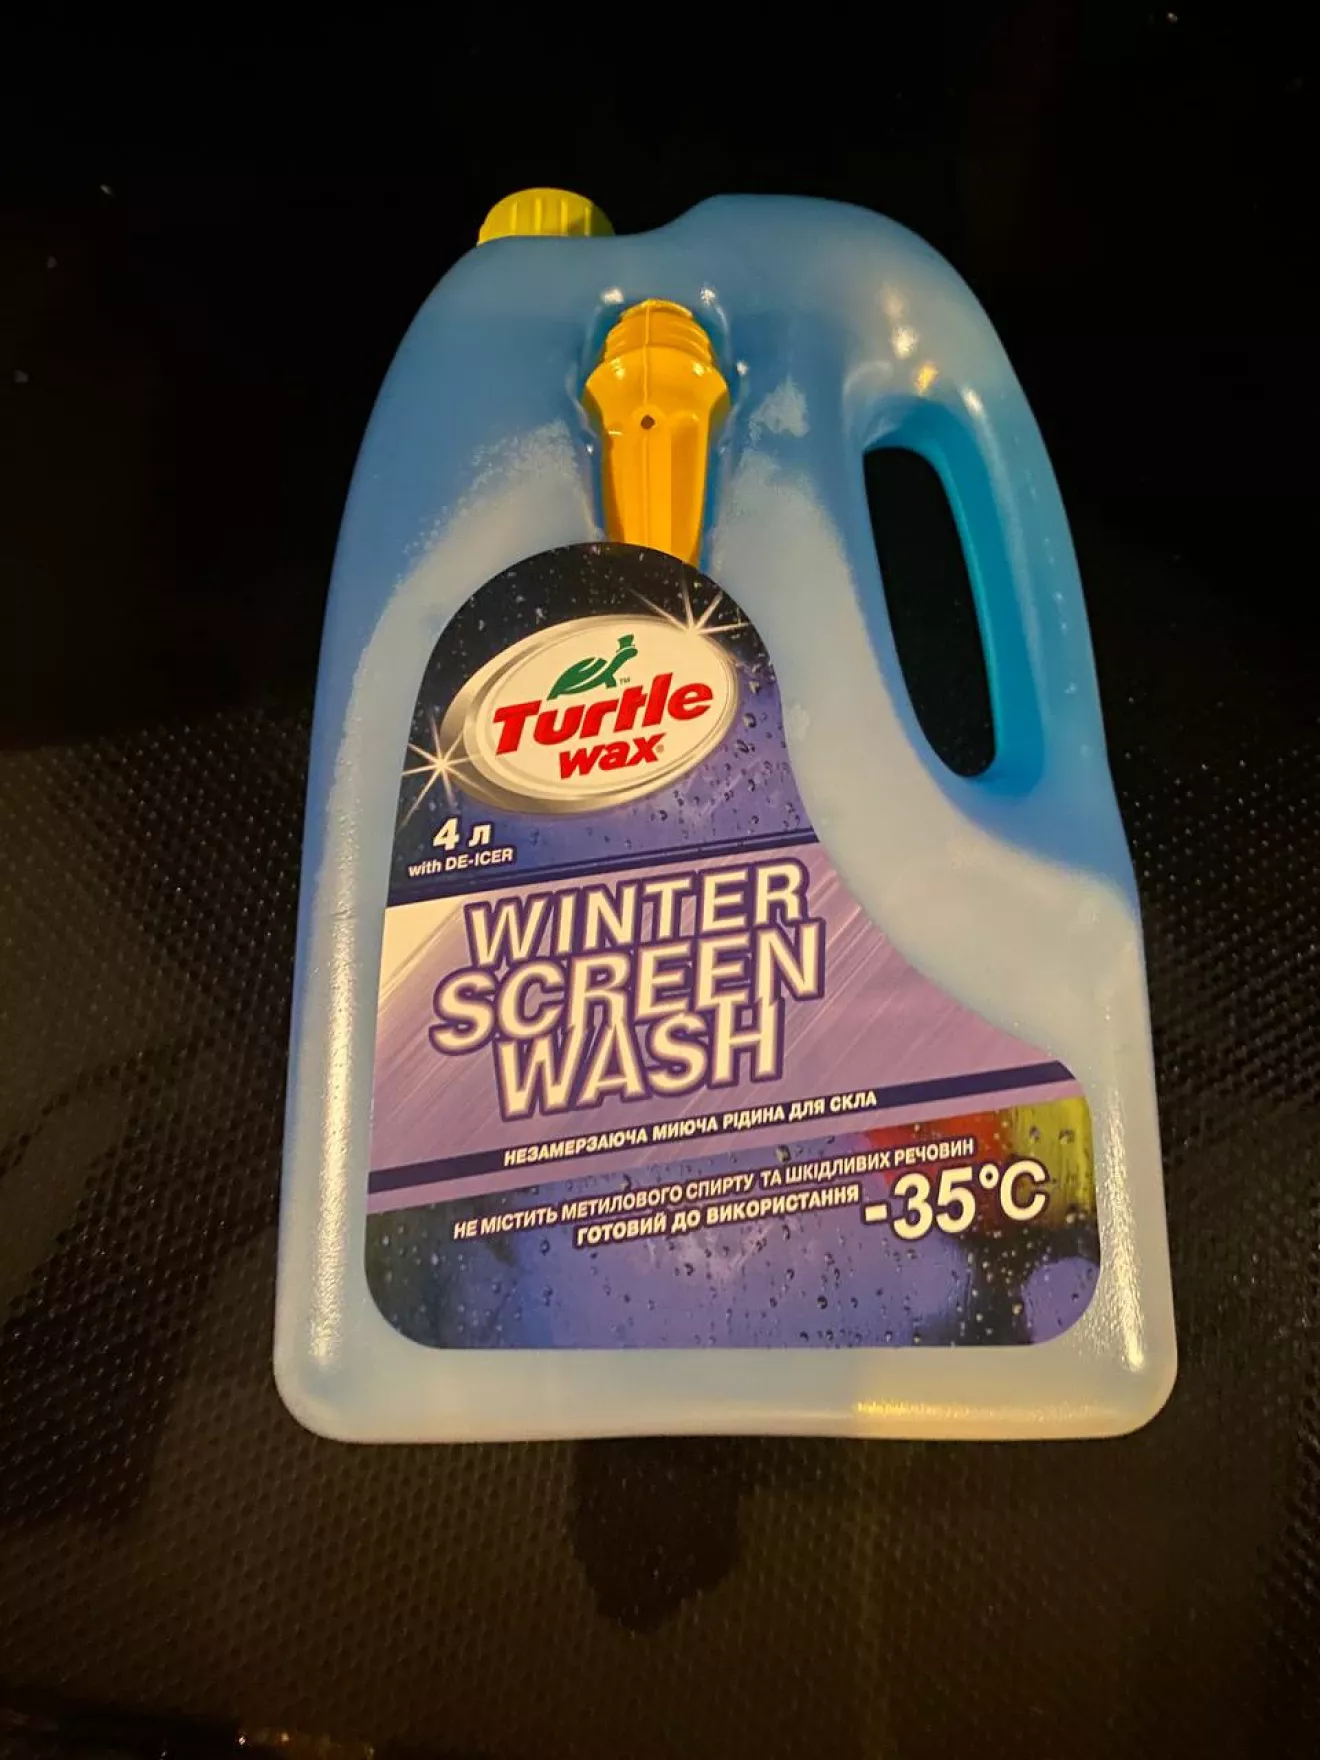 Turtle
wax
4 л
with DE-ICER
WINTER
SCREEN
WASH
НЕЗАМЕРЗАЮЧА МИЮЧА РІДИНА ДЛЯ СКЛА
НЕ МІСТИТЬ МЕТИЛОВОГО СПИРТУ ТА ШКІДЛИВИХ РЕЧОВИН
ГОТОВИЙ ДО ВИКОРИСТАННЯ -35°C